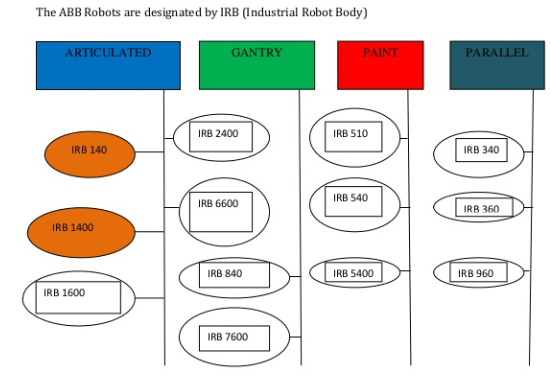 The ABB Robots are designated by IRB (Industrial Robot Body)
ARTICULATED
GANTRY
PAINT
PARALLEL
IRB 140
IRB 1400
IRB 1600
IRB 2400
IRB 6600
IRB 840
IRB 7600
IRB 510
IRB 540
IRB 5400
IRB 340
IRB 360
IRB 960